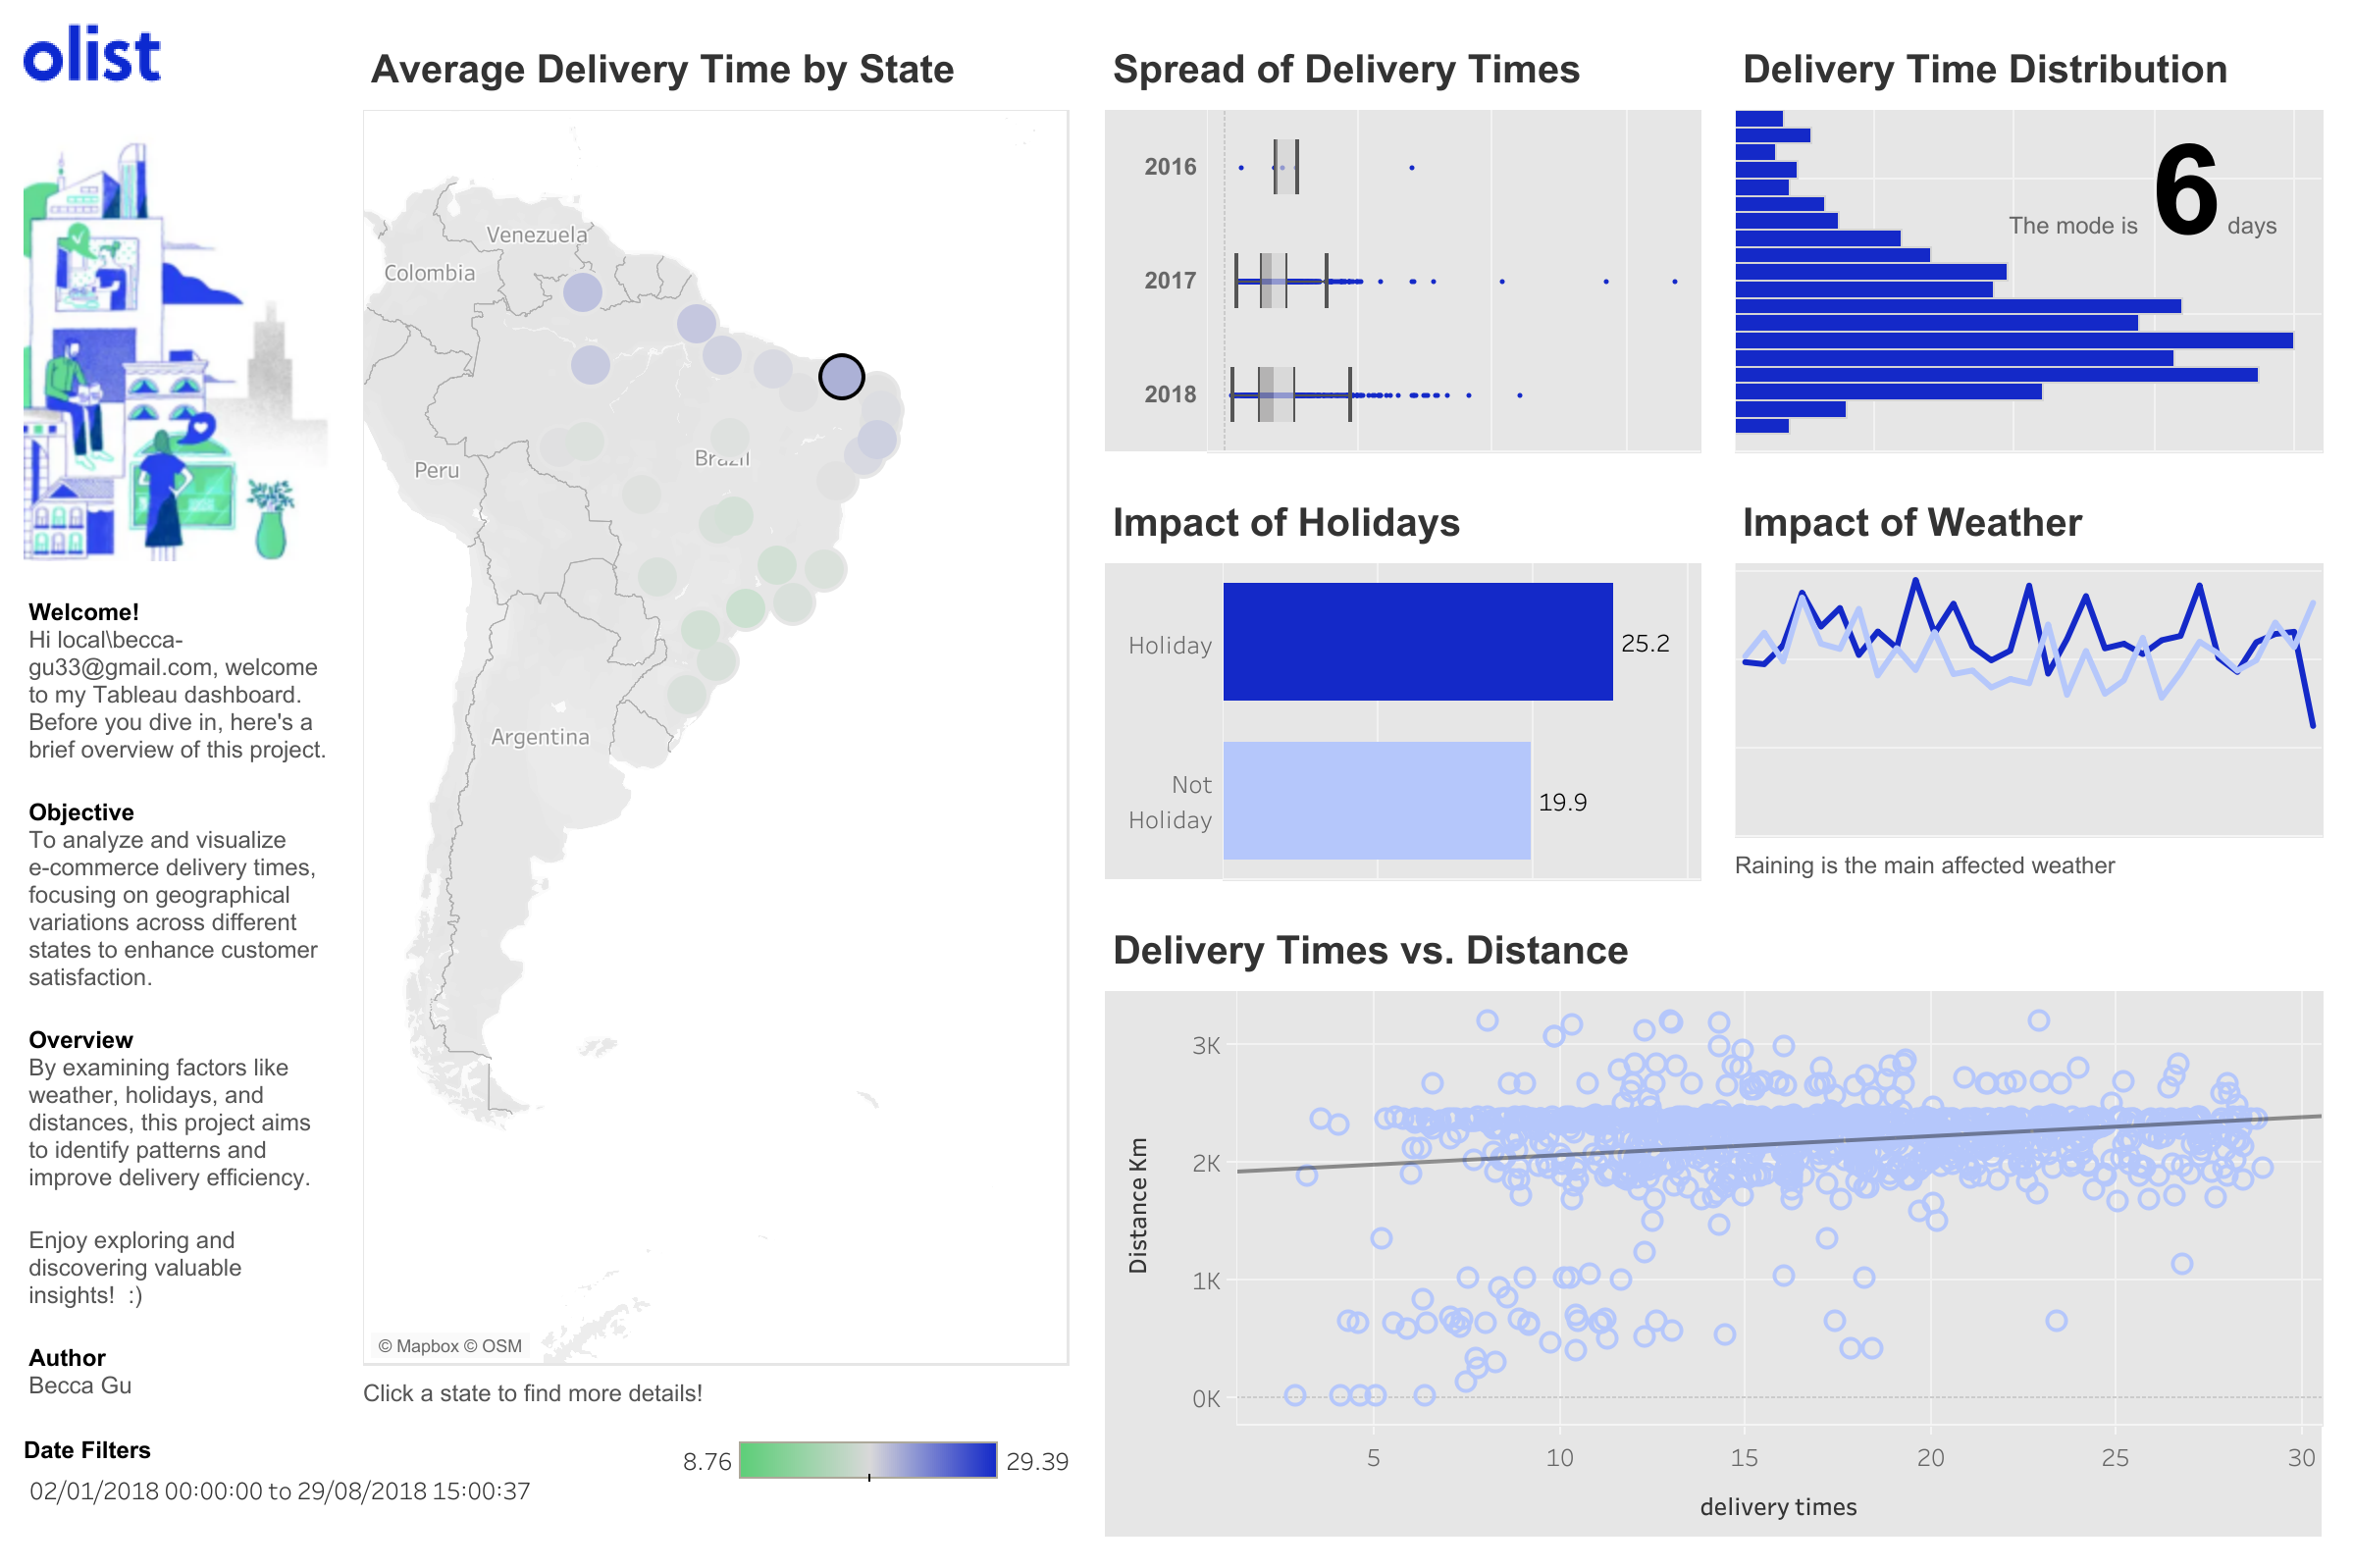 olist
Welcome!
Hi local\becca-
gu33@gmail.com, welcome
to my Tableau dashboard.
Before you dive in, here's a
brief overview of this project.
Objective
To analyze and visualize
e-commerce delivery times,
focusing on geographical
variations across different
states to enhance customer
satisfaction.
Overview
By examining factors like
weather, holidays, and
distances, this project aims
to identify patterns and
improve delivery efficiency.
Enjoy exploring and
discovering valuable
insights!  :)
Author
Becca Gu
Date Filters
02/01/2018 00:00:00 to 29/08/2018 15:00:37
Average Delivery Time by State
Venezuela
Colombia
Brazil
Peru
Argentina
© Mapbox © OSM
Click a state to find more details!
8.76
29.39
Spread of Delivery Times
2016
2017
2018
Delivery Time Distribution
The mode is 6 days
Impact of Holidays
Holiday
25.2
Not
Holiday
19.9
Impact of Weather
Raining is the main affected weather
Delivery Times vs. Distance
Distance Km
3K
2K
1K
0K
5 10 15 20 25 30
delivery times